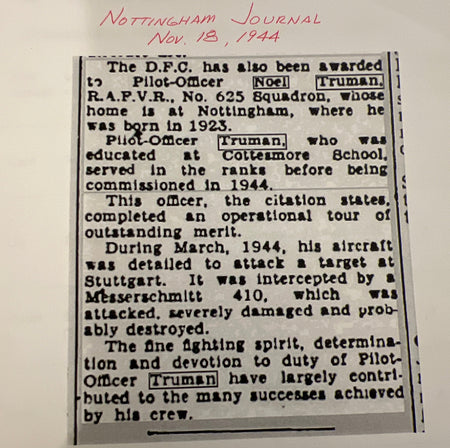 NOTTINGHAM JOURNAL
NOV. 18, 1944
The D.F.C. has also been awarded
to Pilot-Officer Noel Truman,
R.A.F.V.R., No. 625 Squadron, whose
home is at Nottingham, where he
was born in 1923.
Pilot-Officer Truman, who was
educated at Cottesmore School,
served in the ranks before being
commissioned in 1944.
This officer, the citation states,
completed an operational tour of
outstanding merit.
During March, 1944, his aircraft
was detailed to attack a target at
Stuttgart. It was intercepted by a
Messerschmitt 410, which was
attacked, severely damaged and prob-
ably destroyed.
The fine fighting spirit, determina-
tion and devotion to duty of Pilot-
Officer Truman have largely contri-
buted to the many successes achieved
by his crew.